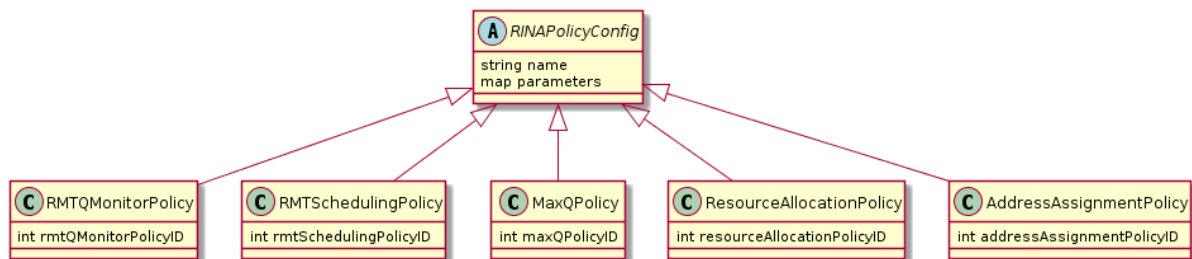 A RINAPolicyConfig
string name
map parameters
C RMTQMonitorPolicy
int rmtQMonitorPolicyID
C RMTSchedulingPolicy
int rmtSchedulingPolicyID
C MaxQPolicy
int maxQPolicyID
C ResourceAllocationPolicy
int resourceAllocationPolicyID
C AddressAssignmentPolicy
int addressAssignmentPolicyID